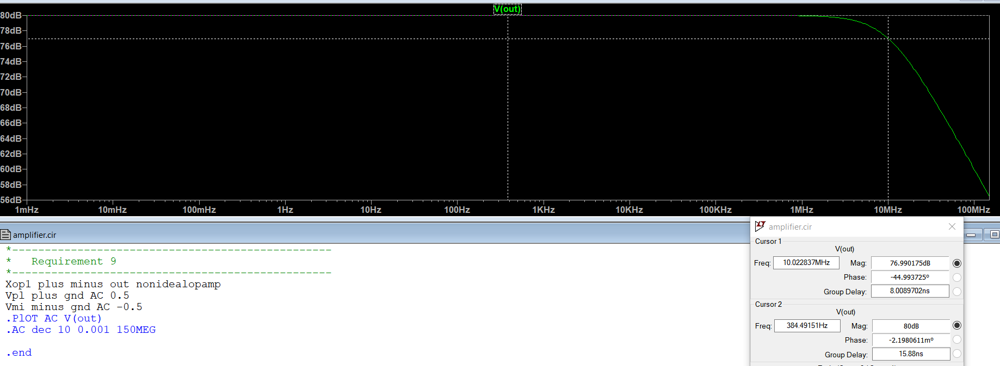 V(out)
80dB
78dB
76dB
74dB
72dB
70dB
68dB
66dB
64dB
62dB
60dB
58dB
56dB
1mHz 10mHz 100mHz 1Hz 10Hz 100Hz 1KHz 10KHz 100KHz 1MHz 10MHz 100MHz
amplifier.cir
*-------------------------------------------------
* Requirement 9
*-------------------------------------------------
Xop1 plus minus out nonidealopamp
Vpl plus gnd AC 0.5
Vmi minus gnd AC -0.5
.PlOT AC V(out)
.AC dec 10 0.001 150MEG
.end
amplifier.cir
Cursor 1
V(out)
Freq: 10.022837MHz Mag: 76.990175dB
Phase: -44.993725º
Group Delay: 8.0089702ns
Cursor 2
V(out)
Freq: 384.49151Hz Mag: 80dB
Phase: -2.1980611mº
Group Delay: 15.88ns